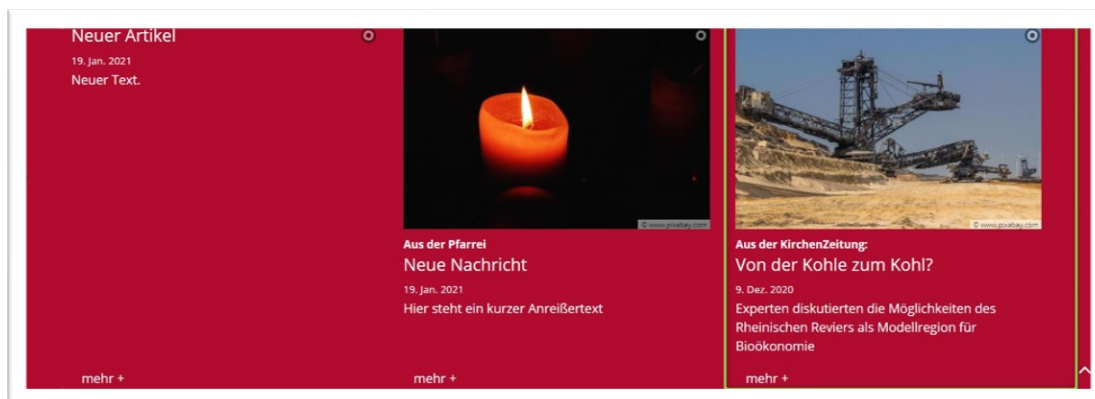 Neuer Artikel
19. Jan. 2021
Neuer Text.
mehr +
© www.pixabay.com
Aus der Pfarrei
Neue Nachricht
19. Jan. 2021
Hier steht ein kurzer Anreißertext
mehr +
© www.pixabay.com
Aus der KirchenZeitung:
Von der Kohle zum Kohl?
9. Dez. 2020
Experten diskutierten die Möglichkeiten des
Rheinischen Reviers als Modellregion für
Bioökonomie
mehr +